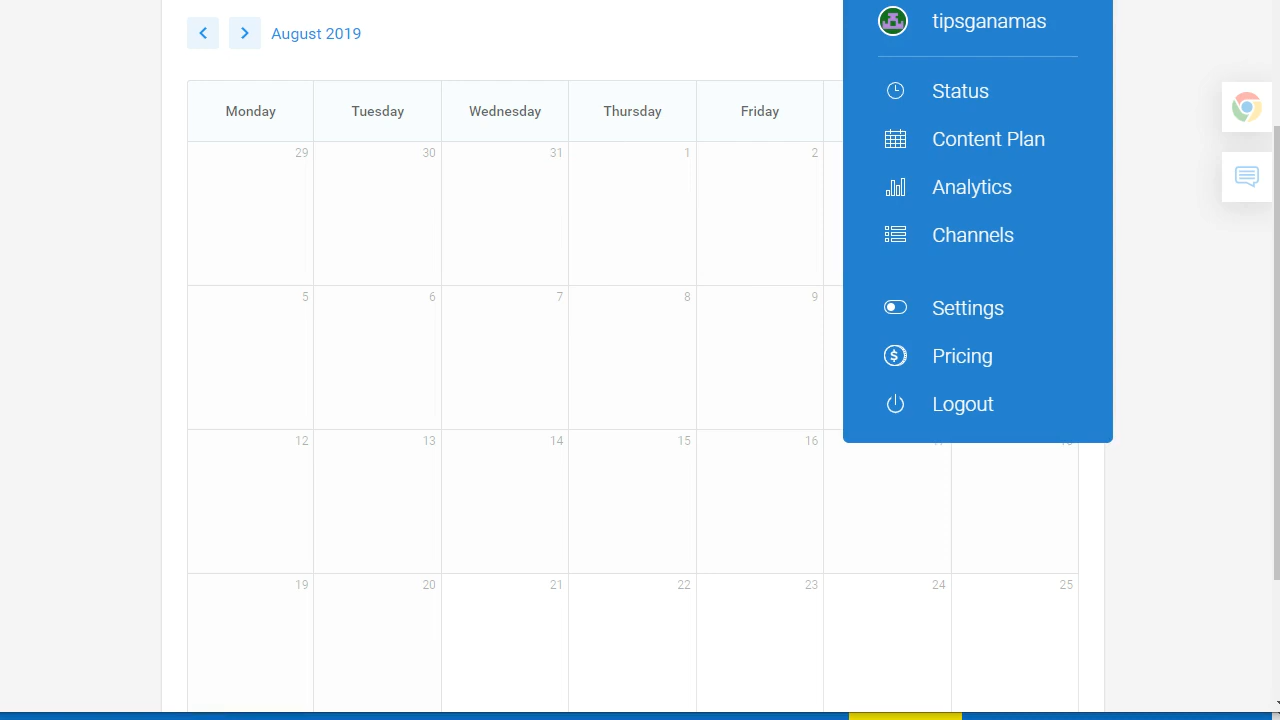 August 2019
tipsganamas
Status
Content Plan
Analytics
Channels
Settings
Pricing
Logout
Monday Tuesday Wednesday Thursday Friday
29 30 31 1 2
5 6 7 8 9
12 13 14 15 16
19 20 21 22 23 24 25